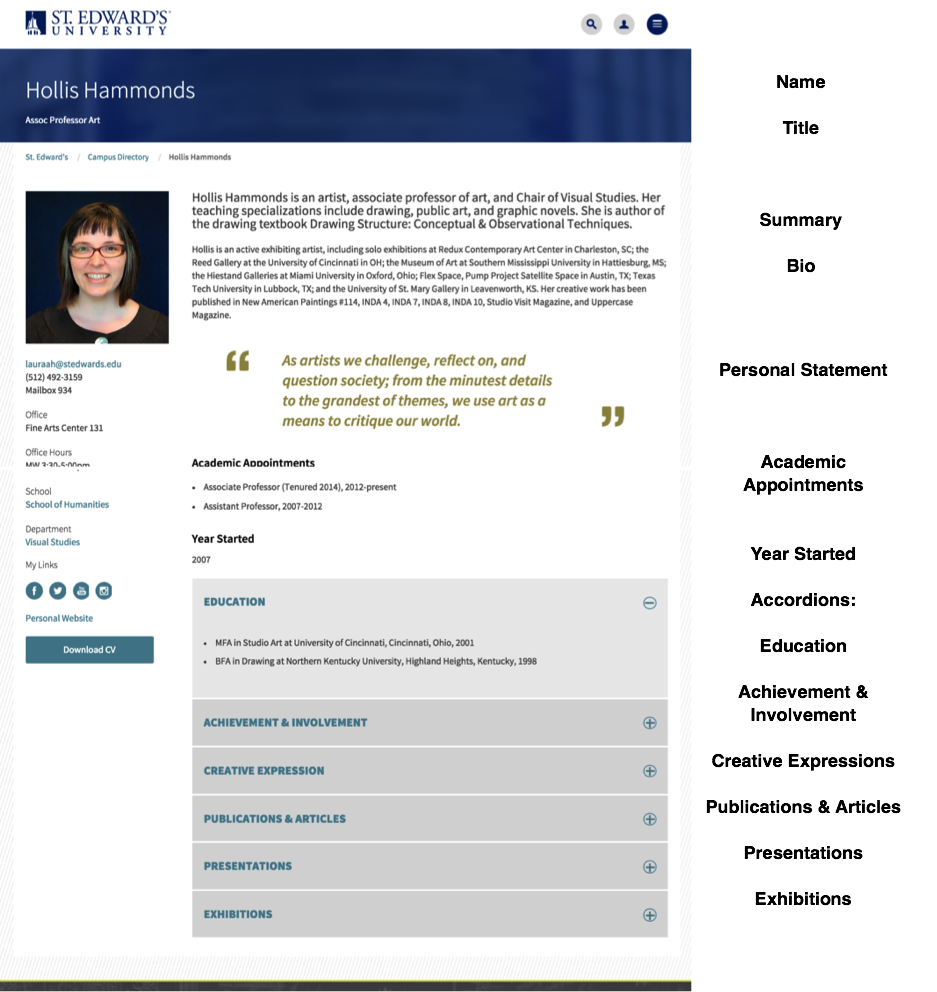 ST. EDWARD'S
UNIVERSITY
Hollis Hammonds
Assoc Professor Art
St. Edward's / Campus Directory / Hollis Hammonds
Hollis Hammonds is an artist, associate professor of art, and Chair of Visual Studies. Her
teaching specializations include drawing, public art, and graphic novels. She is author of
the drawing textbook Drawing Structure: Conceptual & Observational Techniques.
Hollis is an active exhibiting artist, including solo exhibitions at Redux Contemporary Art Center in Charleston, SC; the
Reed Gallery at the University of Cincinnati in OH; the Museum of Art at Southern Mississippi University in Hattiesburg, MS;
the Hiestand Galleries at Miami University in Oxford, Ohio; Flex Space, Pump Project Satellite Space in Austin, TX; Texas
Tech University in Lubbock, TX; and the University of St. Mary Gallery in Leavenworth, KS. Her creative work has been
published in New American Paintings #114, INDA 4, INDA 7, INDA 8, INDA 10, Studio Visit Magazine, and Uppercase
Magazine.
“ As artists we challenge, reflect on, and
question society; from the minutest details
to the grandest of themes, we use art as a
means to critique our world. ”
lauraah@stedwards.edu
(512) 492-3159
Mailbox 934
Office
Fine Arts Center 131
Office Hours
MW 3:30-5:00pm
School
School of Humanities
Department
Visual Studies
My Links
Personal Website
Download CV
Academic Appointments
• Associate Professor (Tenured 2014), 2012-present
• Assistant Professor, 2007-2012
Year Started
2007
EDUCATION
• MFA in Studio Art at University of Cincinnati, Cincinnati, Ohio, 2001
• BFA in Drawing at Northern Kentucky University, Highland Heights, Kentucky, 1998
ACHIEVEMENT & INVOLVEMENT
CREATIVE EXPRESSION
PUBLICATIONS & ARTICLES
PRESENTATIONS
EXHIBITIONS
Name
Title
Summary
Bio
Personal Statement
Academic
Appointments
Year Started
Accordions:
Education
Achievement &
Involvement
Creative Expressions
Publications & Articles
Presentations
Exhibitions